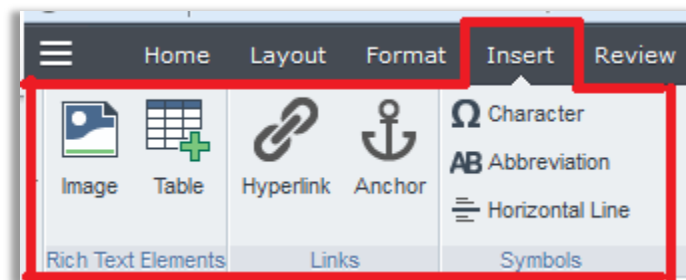 Home Layout Format Insert Review
Character
Abbreviation
Image Table Hyperlink Anchor
Horizontal Line
Rich Text Elements Links Symbols